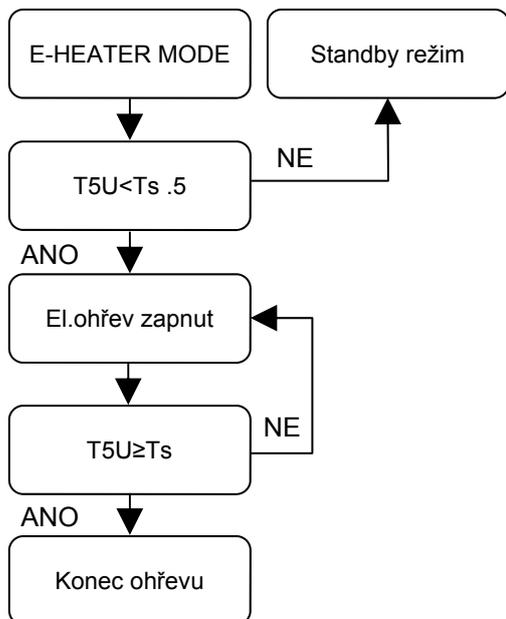 E-HEATER MODE
Standby režim
T5U<Ts .5
NE
ANO
El.ohřev zapnut
T5U≥Ts
NE
ANO
Konec ohřevu